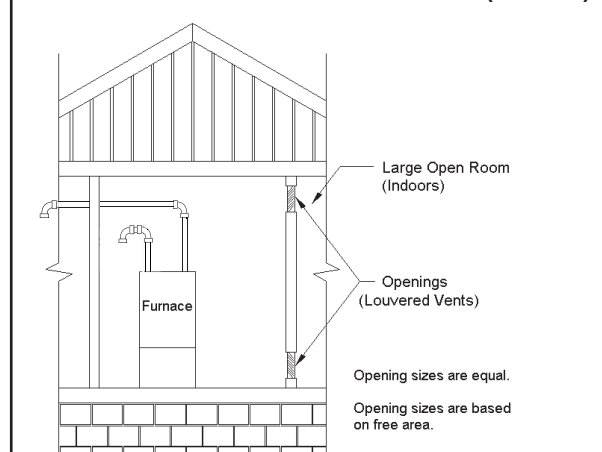 Large Open Room
(Indoors)
Furnace
Openings
(Louvered Vents)
Opening sizes are equal.
Opening sizes are based
on free area.